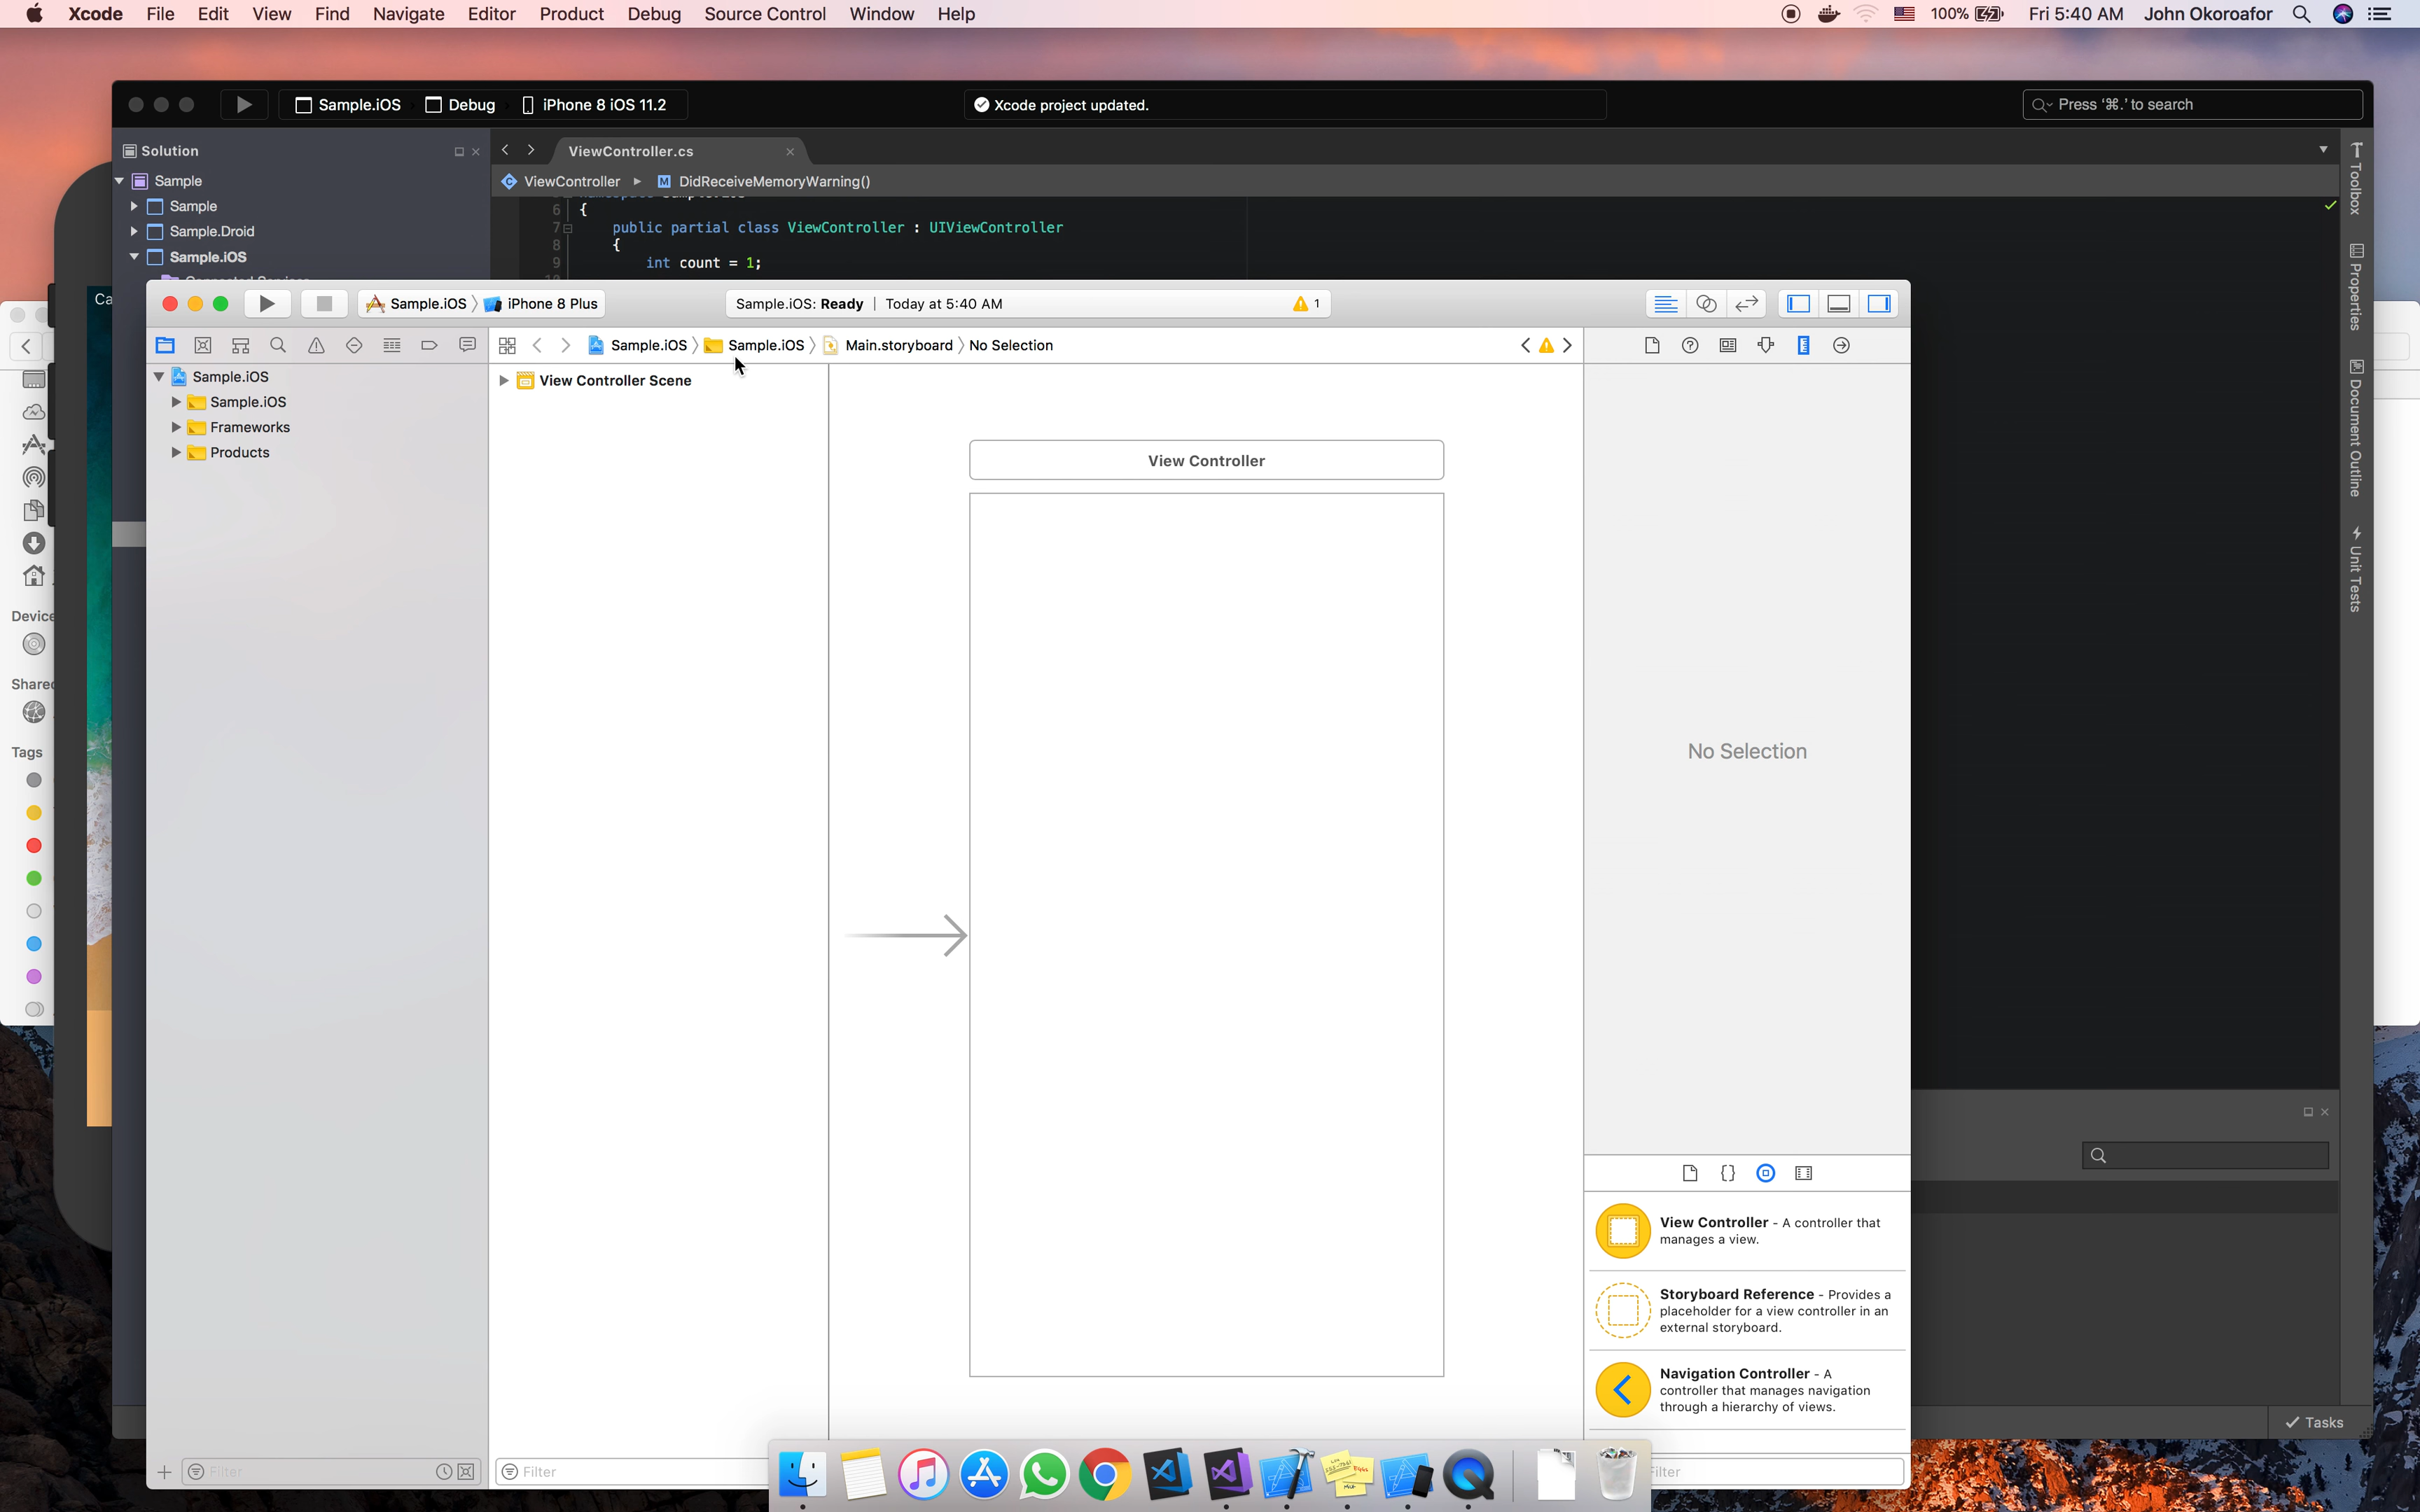 Xcode File Edit View Find Navigate Editor Product Debug Source Control Window Help 100% Fri 5:40 AM John Okoroafor
Sample.iOS Debug iPhone 8 iOS 11.2 Xcode project updated. Press '⌘.' to search
Solution
ViewController.cs
Toolbox
Sample
ViewController DidReceiveMemoryWarning()
Sample
Sample.Droid
Sample.iOS
6 {
7 public partial class ViewController : UIViewController
8 {
9 int count = 1;
Properties
Document Outline
Unit Tests
Ca
Sample.iOS iPhone 8 Plus Sample.iOS: Ready | Today at 5:40 AM 1
Sample.iOS Sample.iOS Main.storyboard No Selection
Sample.iOS
View Controller Scene
Sample.iOS
Frameworks
Products
View Controller
Device
Shared
Tags
No Selection
View Controller - A controller that
manages a view.
Storyboard Reference - Provides a
placeholder for a view controller in an
external storyboard.
Navigation Controller - A
controller that manages navigation
through a hierarchy of views.
Tasks
Filter
Filter
ilter